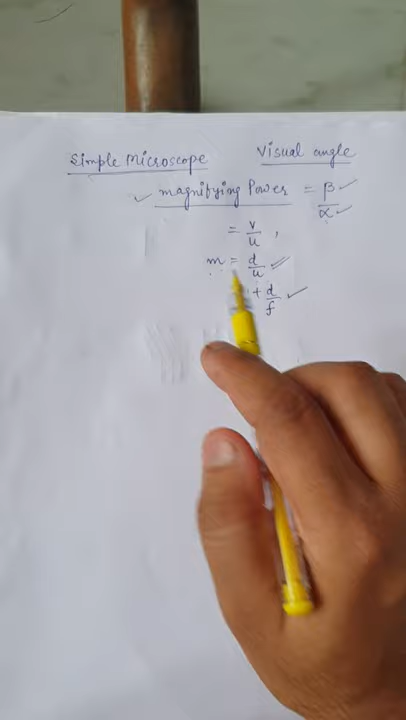 Simple Microscope Visual angle
magnifying Power = β/α
= v/u ,
m = d/u
+ d/f